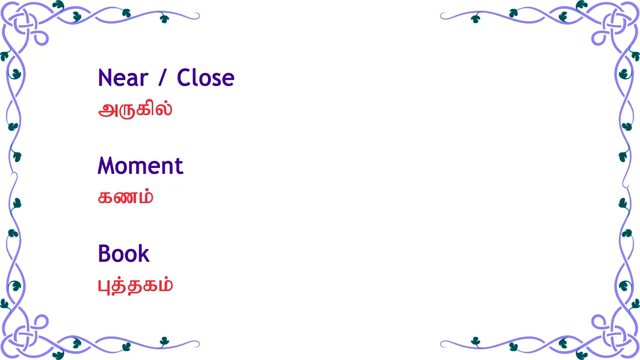 Near / Close
அருகில்
Moment
கணம்
Book
புத்தகம்